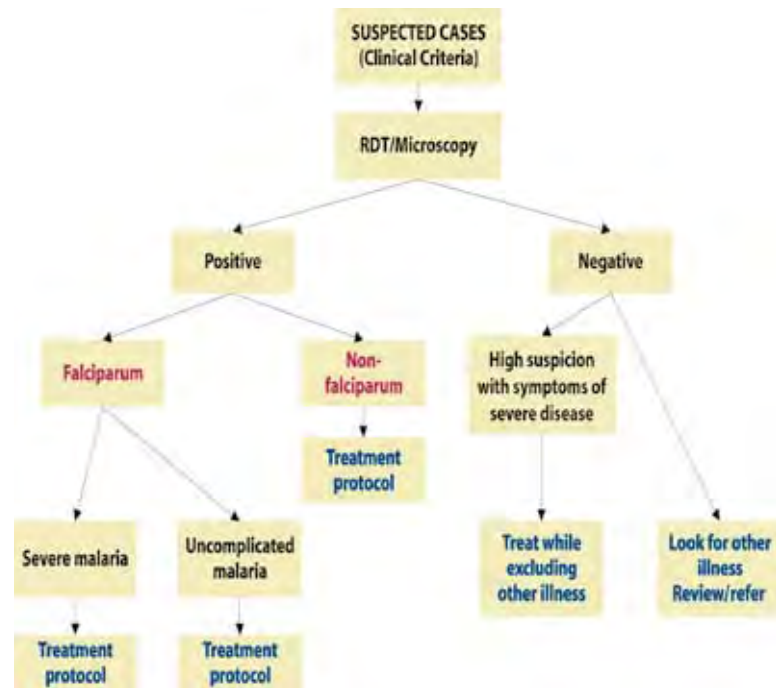 SUSPECTED CASES
(Clinical Criteria)
RDT/Microscopy
Positive
Negative
Falciparum
Non-
falciparum
High suspicion
with symptoms of
severe disease
Treatment
protocol
Severe malaria
Uncomplicated
malaria
Treat while
excluding
other illness
Look for other
illness
Review/refer
Treatment
protocol
Treatment
protocol